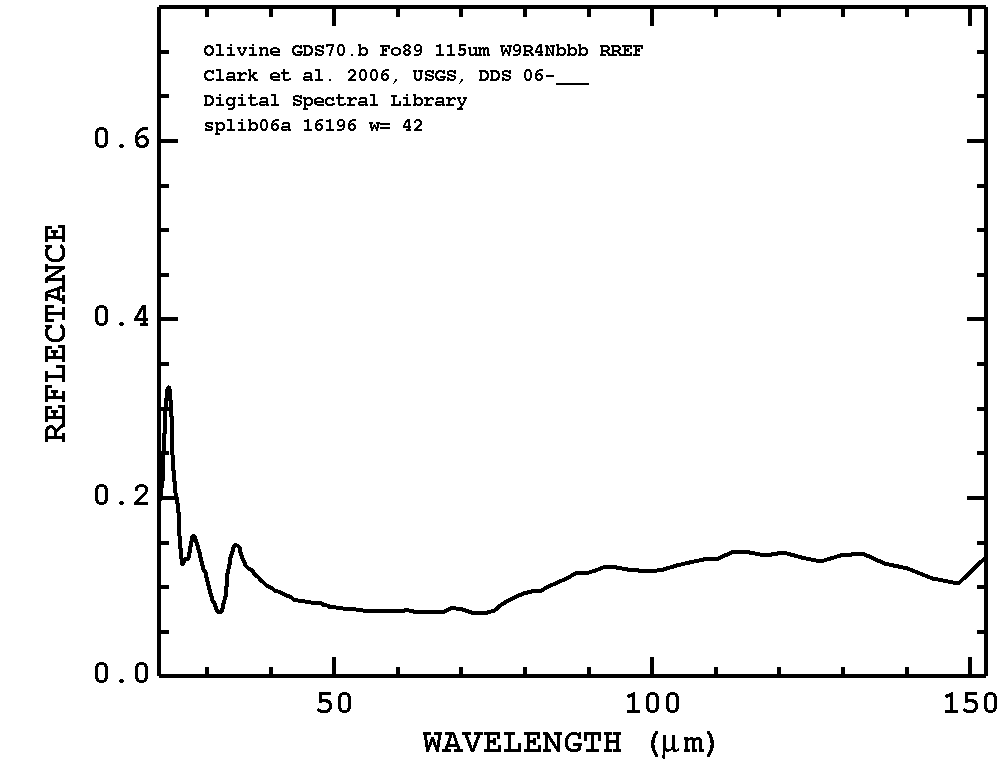 Olivine GDS70.b Fo89 115um W9R4Nbbb RREF
Clark et al. 2006, USGS, DDS 06-___
Digital Spectral Library
splib06a 16196 w= 42
0.6
0.4
0.2
0.0
REFLECTANCE
50 100 150
WAVELENGTH (μm)